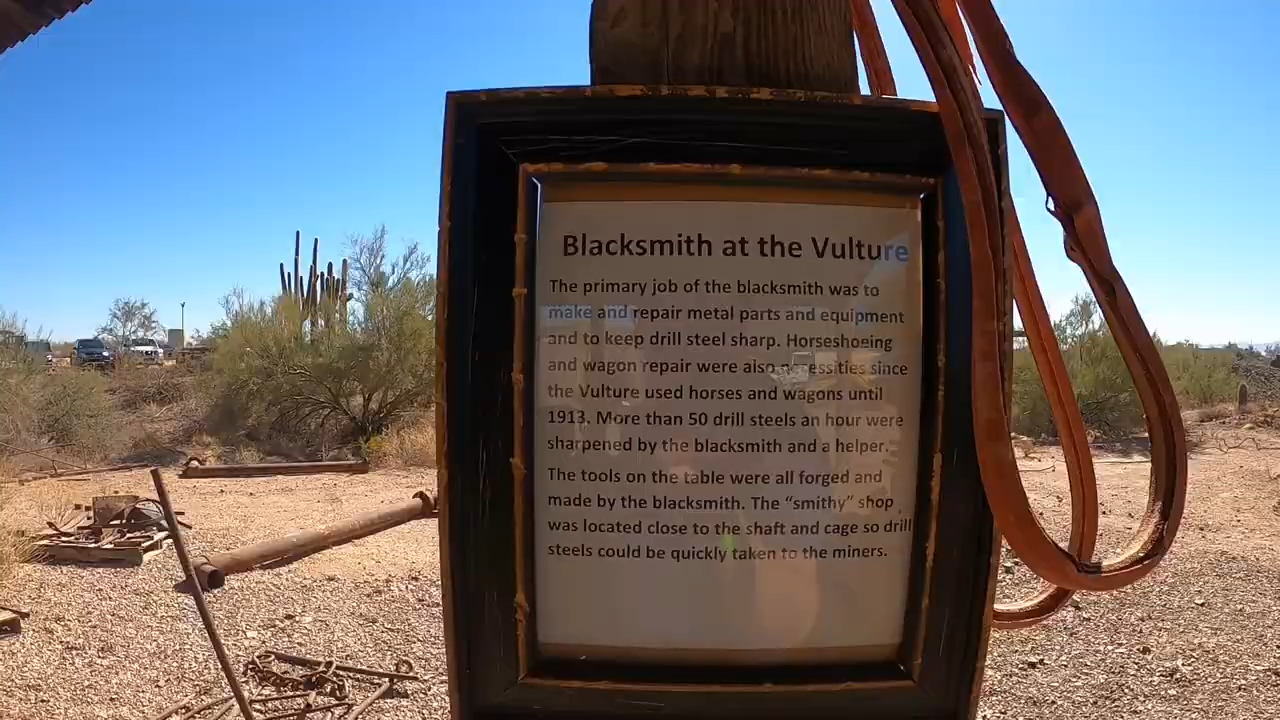 Blacksmith at the Vulture
The primary job of the blacksmith was to
make and repair metal parts and equipment
and to keep drill steel sharp. Horseshoeing
and wagon repair were also necessities since
the Vulture used horses and wagons until
1913. More than 50 drill steels an hour were
sharpened by the blacksmith and a helper.
The tools on the table were all forged and
made by the blacksmith. The “smithy” shop
was located close to the shaft and cage so drill
steels could be quickly taken to the miners.